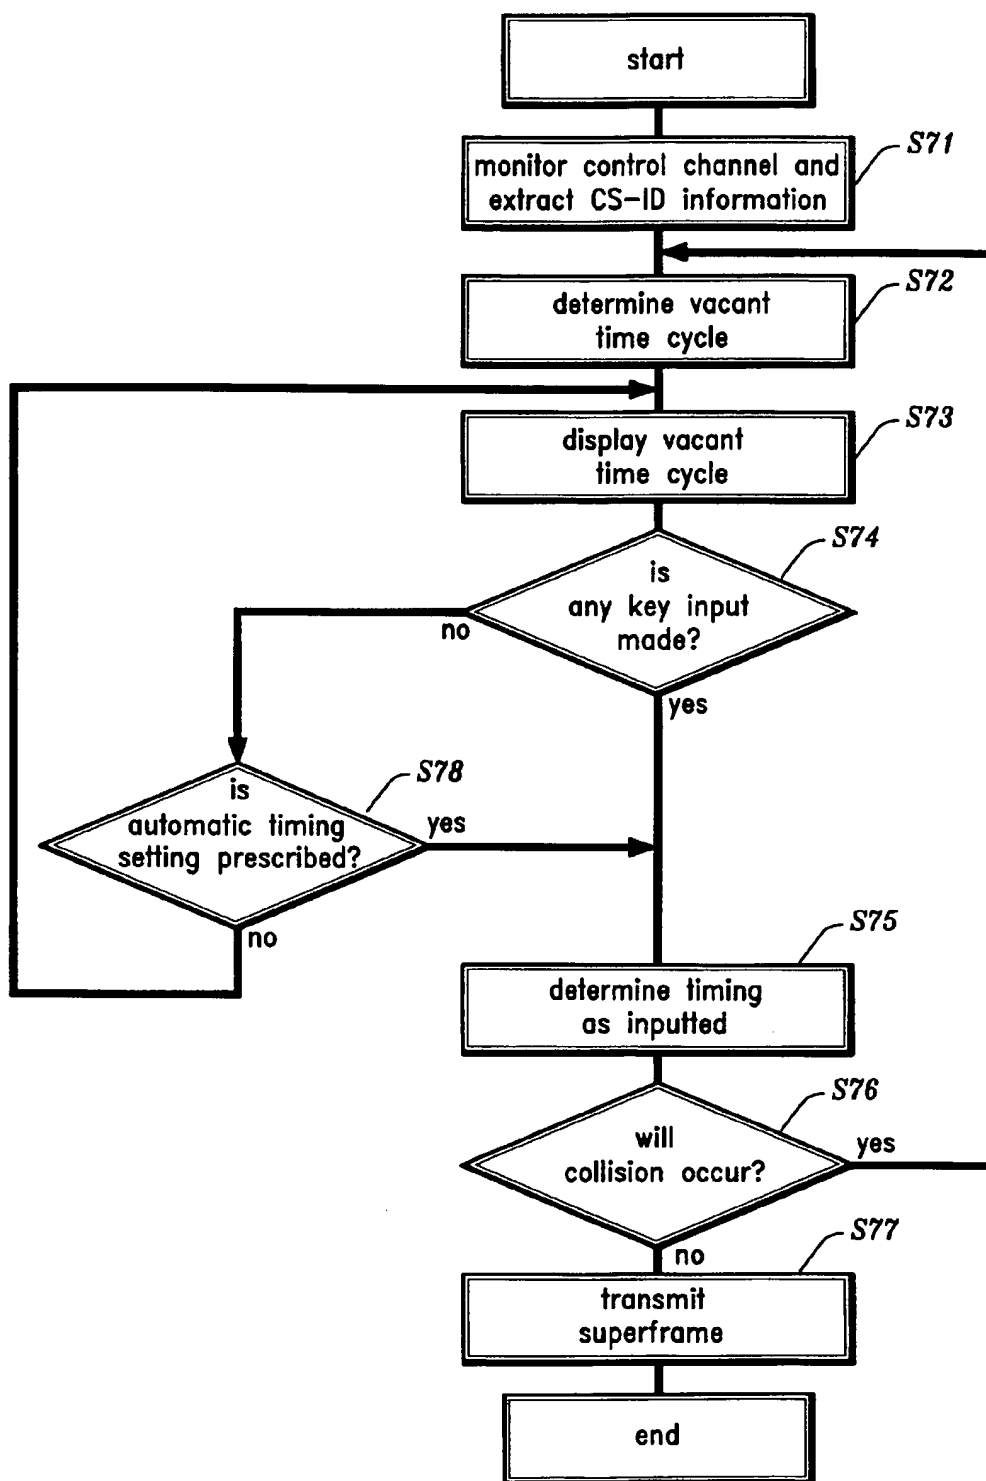 start
S71
monitor control channel and
extract CS-ID information
S72
determine vacant
time cycle
S73
display vacant
time cycle
S74
is
any key input
made?
no
yes
S78
is
automatic timing
setting prescribed?
yes
no
S75
determine timing
as inputted
S76
will
collision occur?
yes
no
S77
transmit
superframe
end